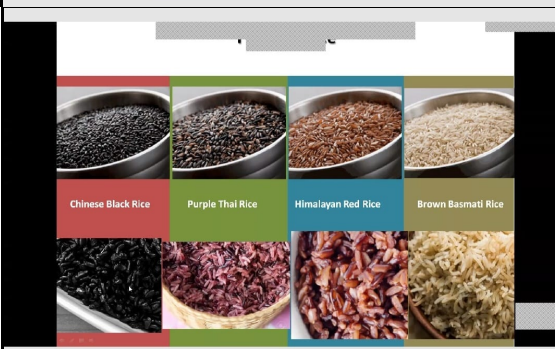 Chinese Black Rice
Purple Thai Rice
Himalayan Red Rice
Brown Basmati Rice